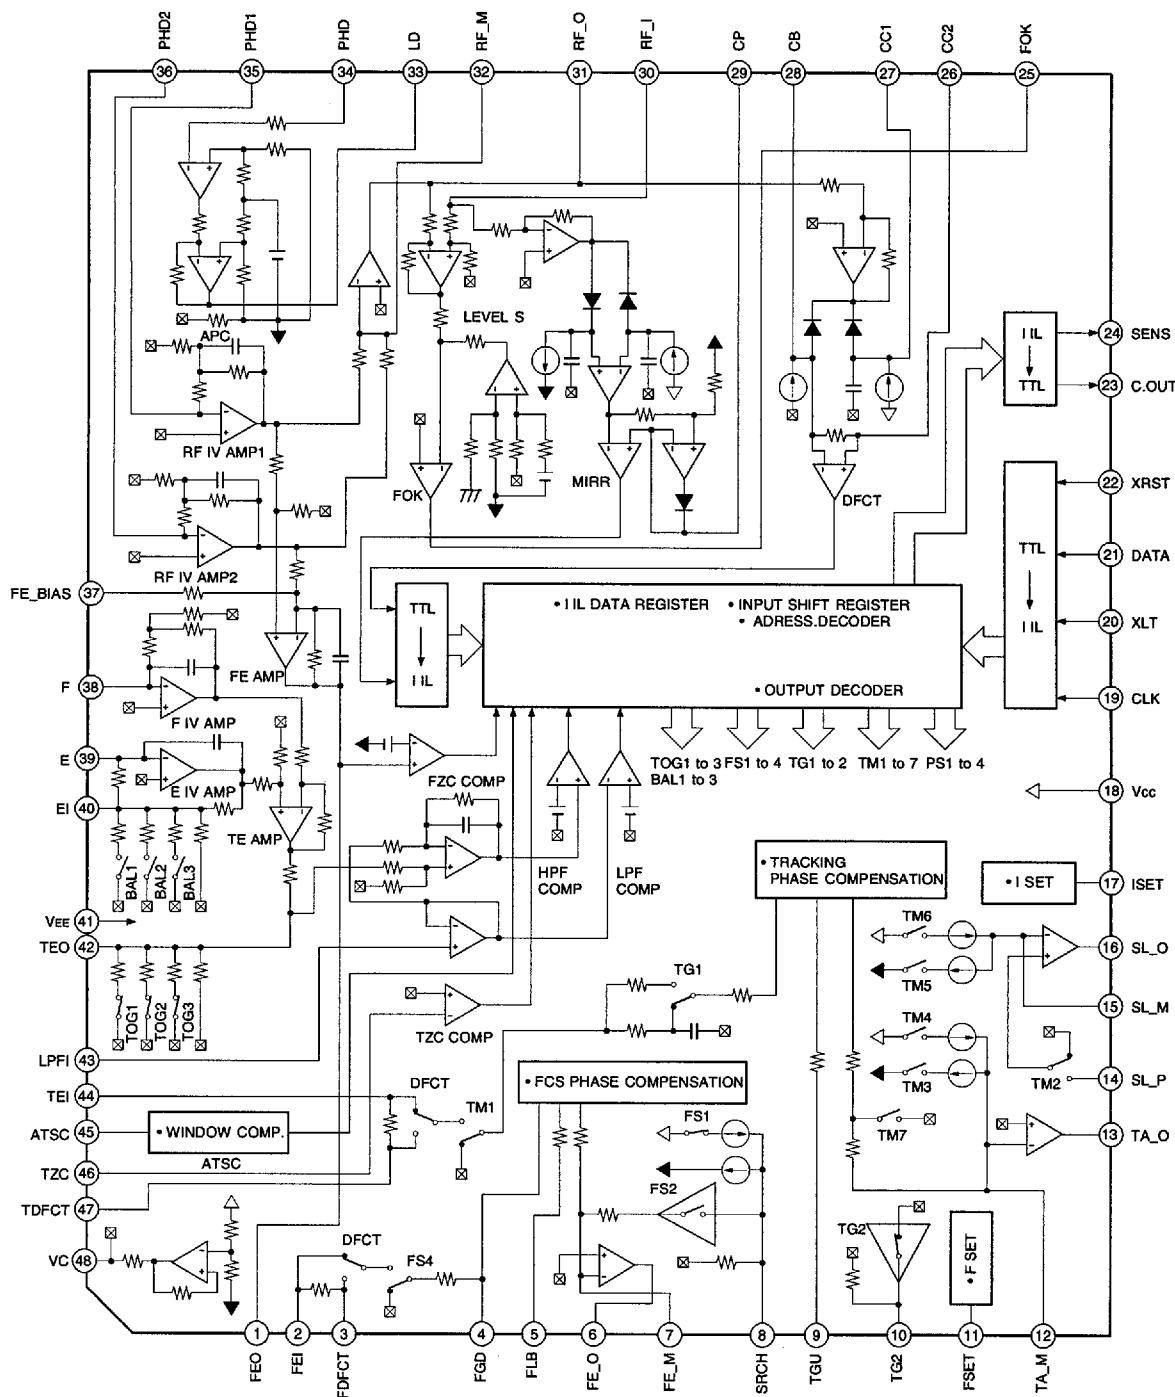 PHD2
PHD1
PHD
LD
RF_M
RF_O
RF_I
CP
CB
CC1
CC2
FOK
36
35
34
33
32
31
30
29
28
27
26
25
APC
LEVEL S
IIL
TTL
24 SENS
23 C.OUT
RF IV AMP1
FOK
MIRR
DFCT
22 XRST
RF IV AMP2
TTL
IIL
21 DATA
20 XLT
19 CLK
FE_BIAS 37
TTL
IIL
• IIL DATA REGISTER
• INPUT SHIFT REGISTER
• ADRESS.DECODER
• OUTPUT DECODER
FE AMP
F 38
F IV AMP
E 39
E IV AMP
FZC COMP
TOG1 to 3
BAL1 to 3
FS1 to 4
TG1 to 2
TM1 to 7
PS1 to 4
18 Vcc
EI 40
TE AMP
HPF COMP
LPF COMP
BAL1
BAL2
BAL3
• TRACKING
PHASE COMPENSATION
• I SET
17 ISET
VEE 41
TEO 42
TM6
16 SL_O
TM5
TG1
15 SL_M
TOG1
TOG2
TOG3
TZC COMP
TM4
LPFI 43
TM3
TM2
14 SL_P
TEI 44
DFCT
TM1
• FCS PHASE COMPENSATION
ATSC 45
• WINDOW COMP.
ATSC
FS1
TM7
13 TA_O
TZC 46
TDFCT 47
FS2
TG2
• F SET
VC 48
DFCT
FS4
1
2
3
4
5
6
7
8
9
10
11
12
FEO
FEI
FDFCT
FGD
FLB
FE_O
FE_M
SRCH
TGU
TG2
FSET
TA_M